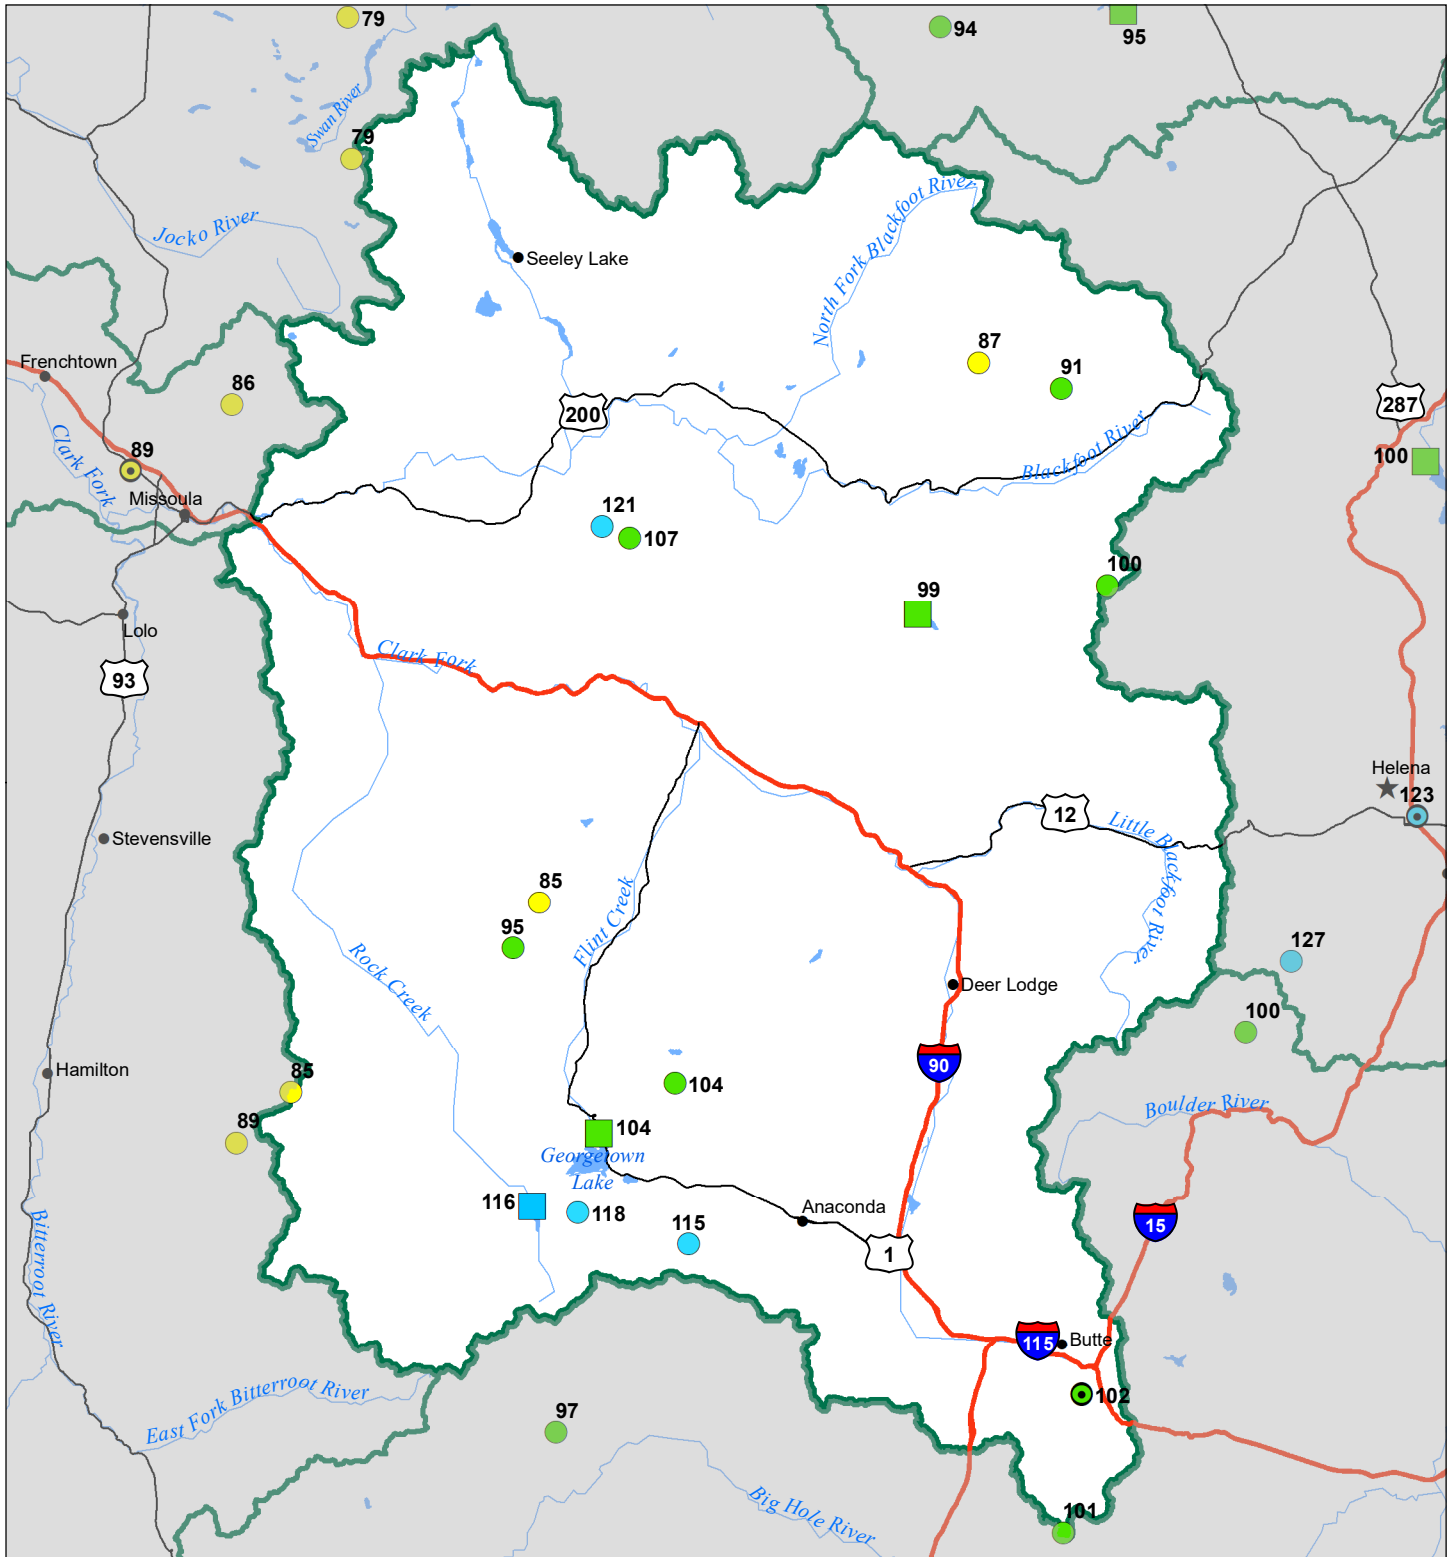 79
94
95
Swan River
79
Jocko River
North Fork Blackfoot River
Seeley Lake
Frenchtown
86
87
91
200
287
Clark Fork
89
Blackfoot River
100
Missoula
121
107
100
99
Lolo
Clark Fork
93
Helena
123
12
Little Blackfoot River
Stevensville
85
Flint Creek
95
127
Rock Creek
Deer Lodge
100
90
Hamilton
85
104
Boulder River
89
104
Georgetown
Lake
116
118
Anaconda
115
15
1
Bitterroot River
115
Butte
East Fork Bitterroot River
102
97
Big Hole River
101